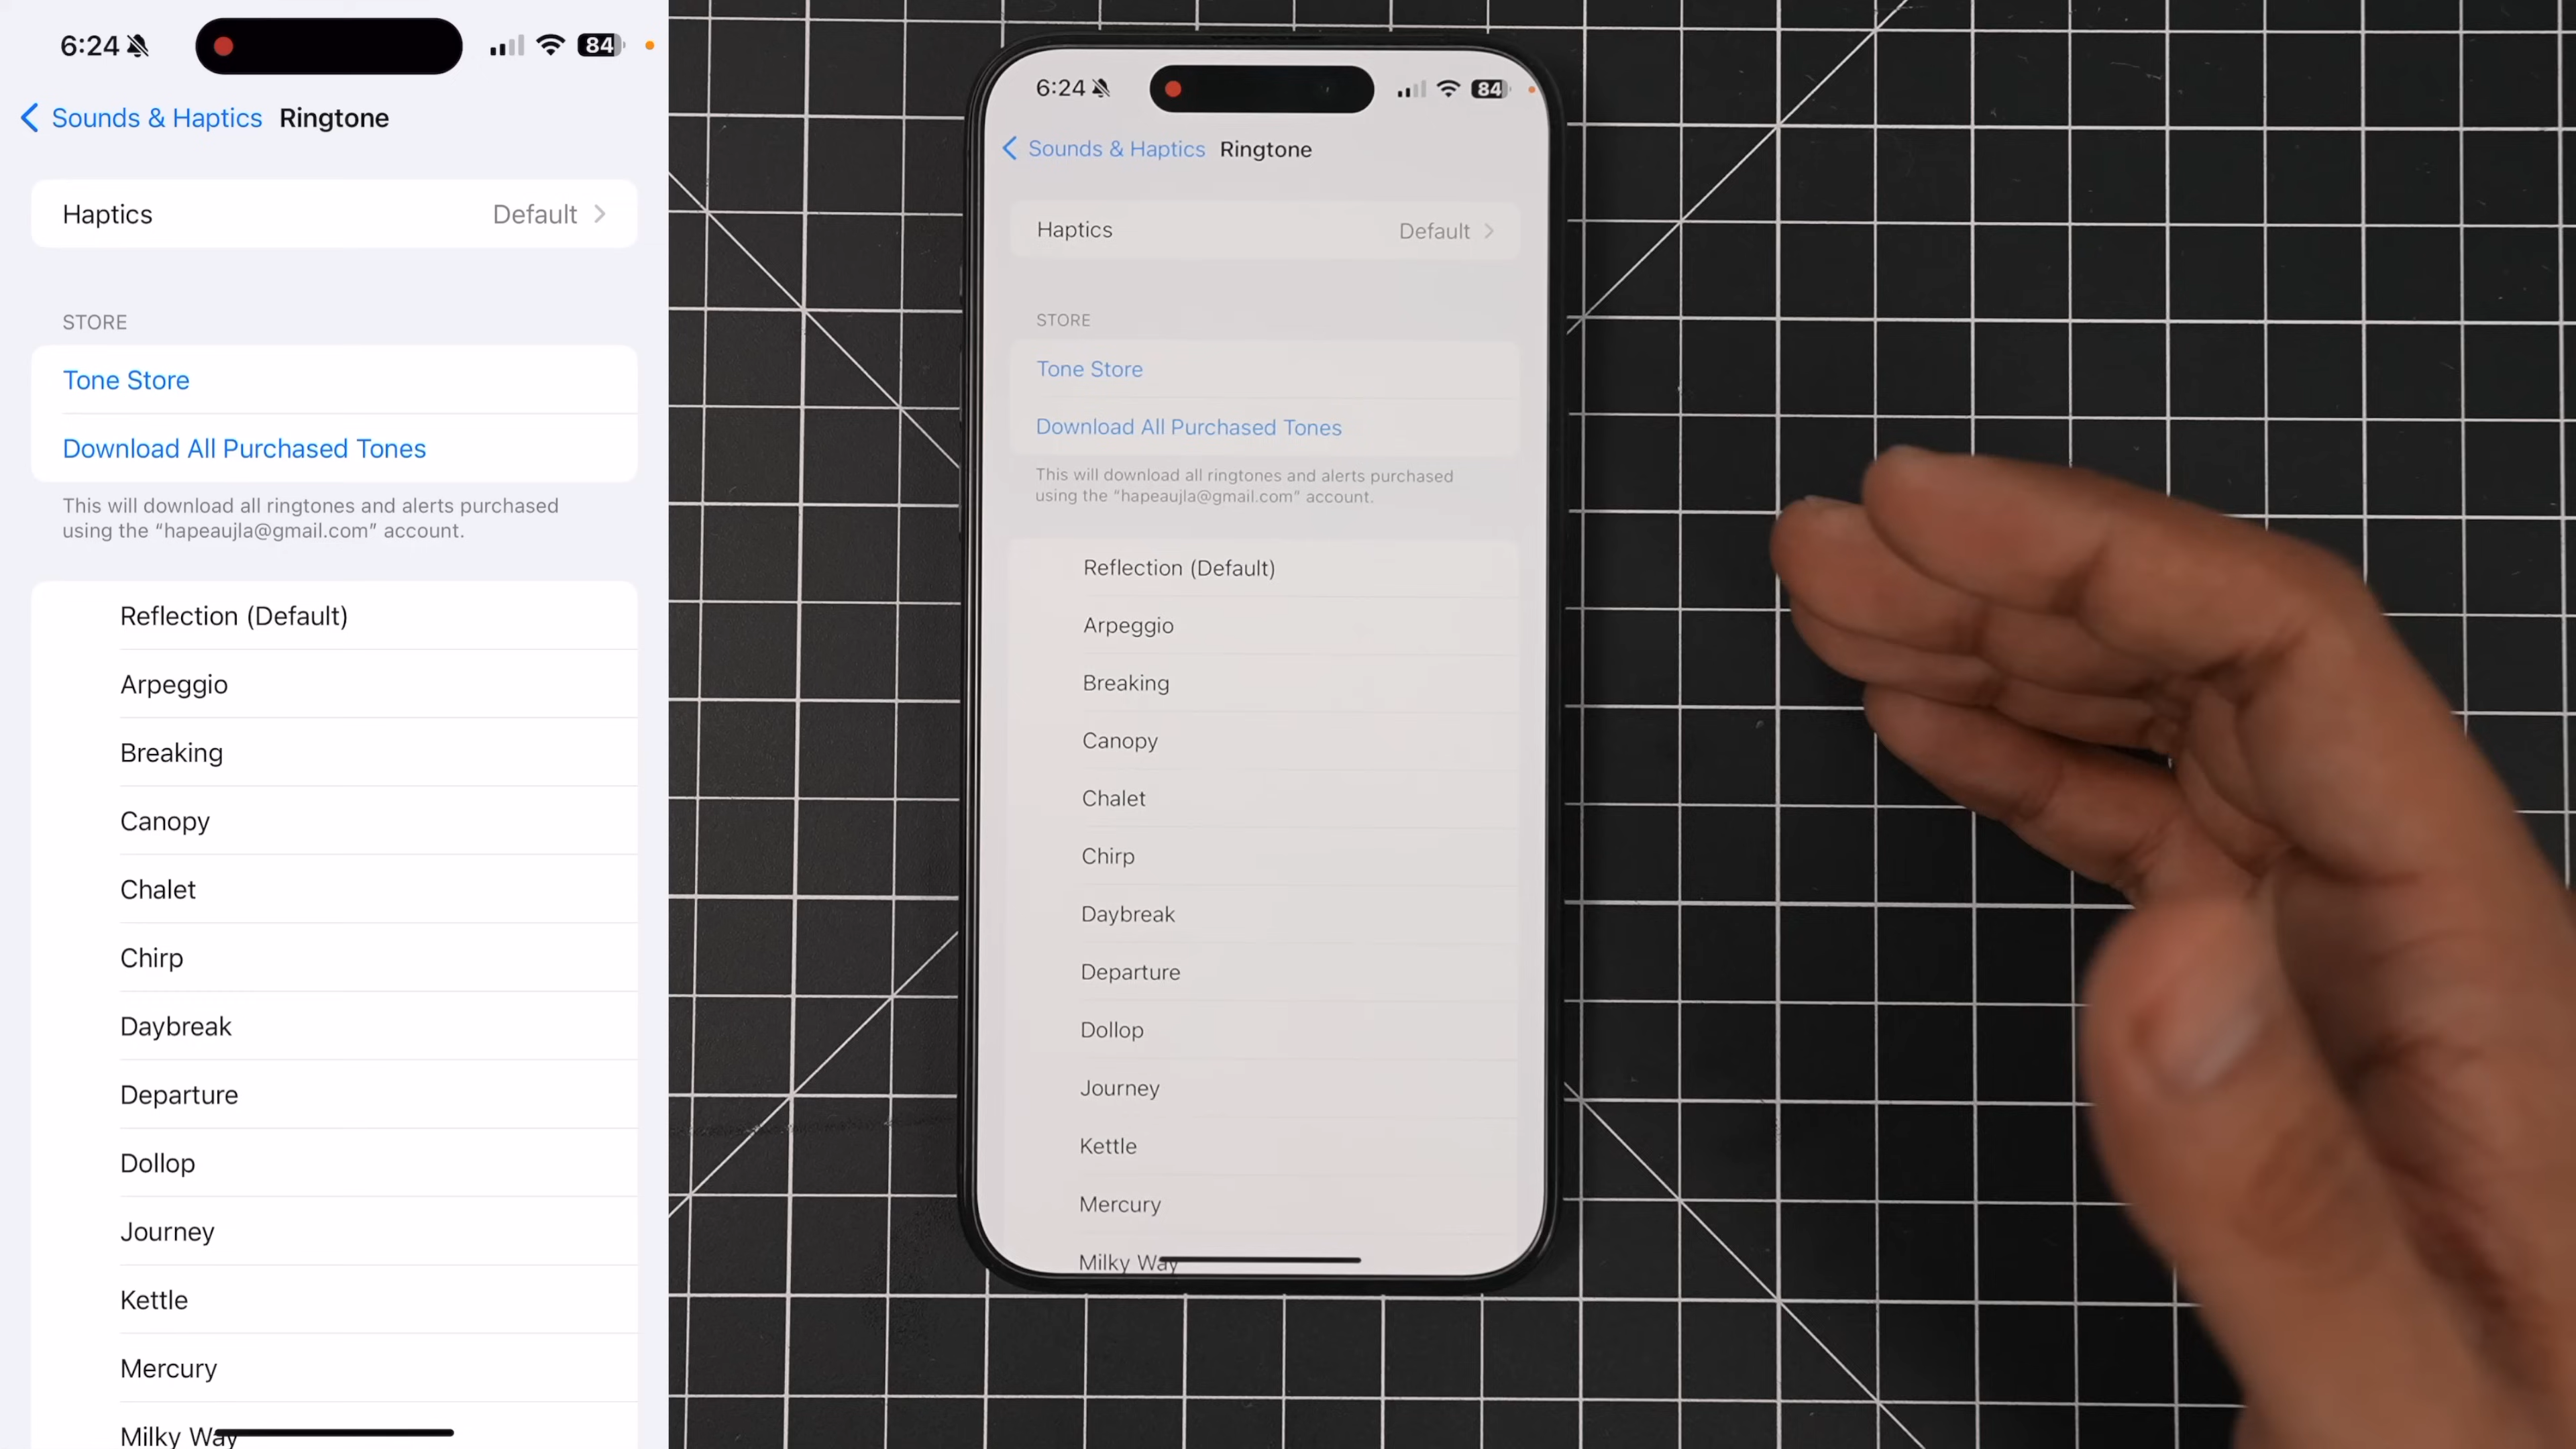 6:24
84
Sounds & Haptics Ringtone
Haptics Default
STORE
Tone Store
Download All Purchased Tones
This will download all ringtones and alerts purchased
using the “hapeaujla@gmail.com” account.
Reflection (Default)
Arpeggio
Breaking
Canopy
Chalet
Chirp
Daybreak
Departure
Dollop
Journey
Kettle
Mercury
Milky Way
6:24
84
Sounds & Haptics Ringtone
Haptics Default
STORE
Tone Store
Download All Purchased Tones
This will download all ringtones and alerts purchased
using the “hapeaujla@gmail.com” account.
Reflection (Default)
Arpeggio
Breaking
Canopy
Chalet
Chirp
Daybreak
Departure
Dollop
Journey
Kettle
Mercury
Milky Way